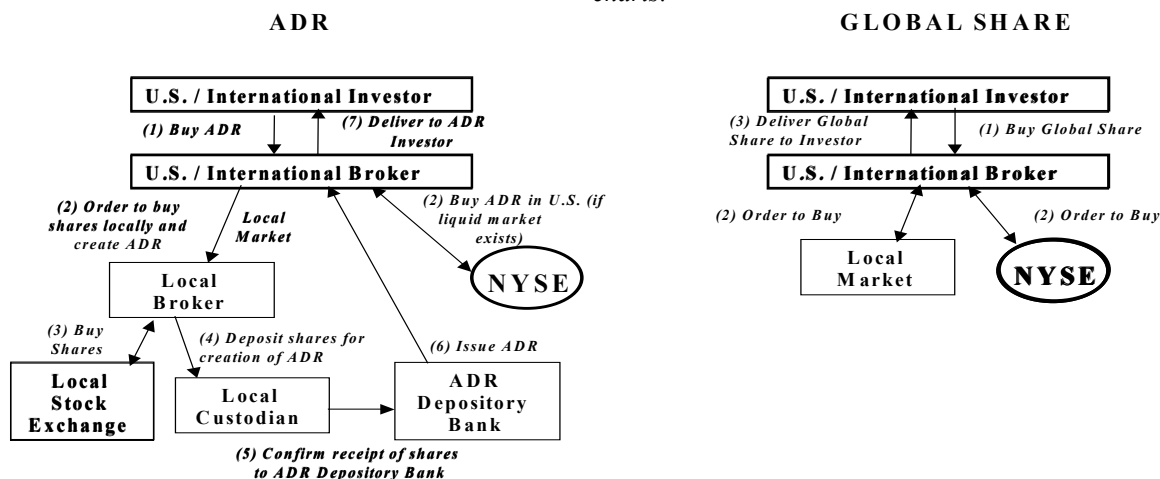 charts.
ADR
U.S. / International Investor
(1) Buy ADR
(7) Deliver to ADR
Investor
U.S. / International Broker
(2) Order to buy
shares locally and
create ADR
Local
Market
(2) Buy ADR in U.S. (if
liquid market
exists)
Local
Broker
NYSE
(3) Buy
Shares
(4) Deposit shares for
creation of ADR
(6) Issue ADR
Local
Stock
Exchange
Local
Custodian
ADR
Depository
Bank
(5) Confirm receipt of shares
to ADR Depository Bank
GLOBAL SHARE
U.S. / International Investor
(3) Deliver Global
Share to Investor
(1) Buy Global Share
U.S. / International Broker
(2) Order to Buy
(2) Order to Buy
Local
Market
NYSE